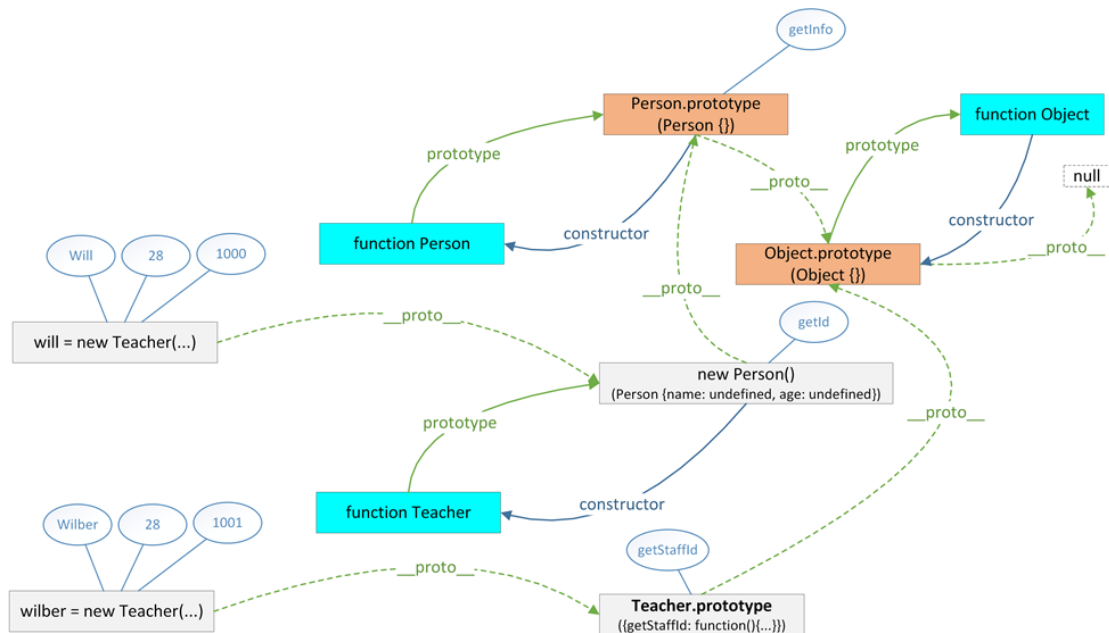 getInfo
Person.prototype
(Person {})
function Object
prototype
prototype
__proto__
null
function Person
constructor
constructor
Will
28
1000
Object.prototype
(Object {})
__proto__
__proto__
will = new Teacher(...)
__proto__
getId
new Person()
(Person {name: undefined, age: undefined})
prototype
__proto__
function Teacher
constructor
Wilber
28
1001
getStaffId
__proto__
wilber = new Teacher(...)
Teacher.prototype
({getStaffId: function(){...}})